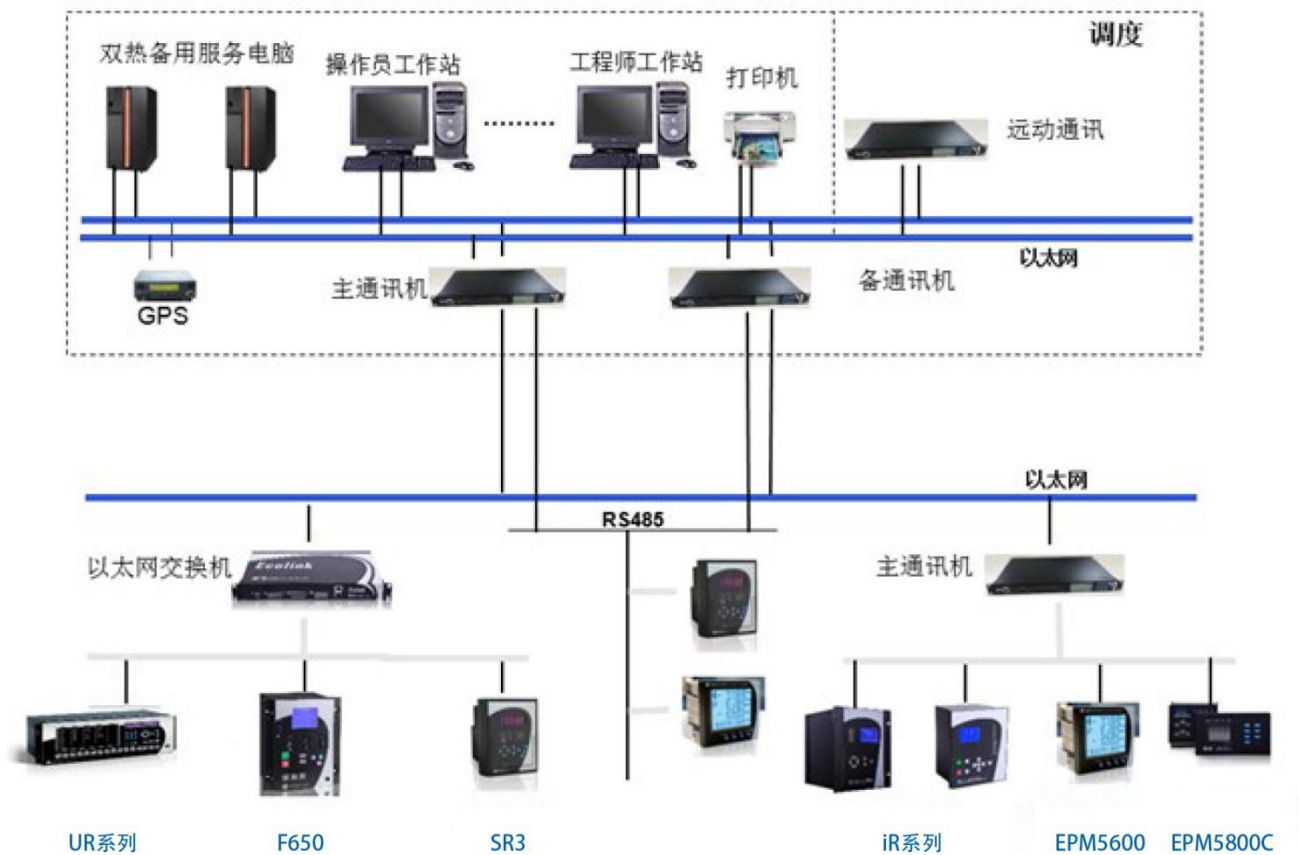 调度
双热备用服务电脑
操作员工作站
工程师工作站
打印机
远动通讯
以太网
GPS
主通讯机
备通讯机
以太网
RS485
以太网交换机
Ecolink
主通讯机
UR系列
F650
SR3
iR系列
EPM5600
EPM5800C